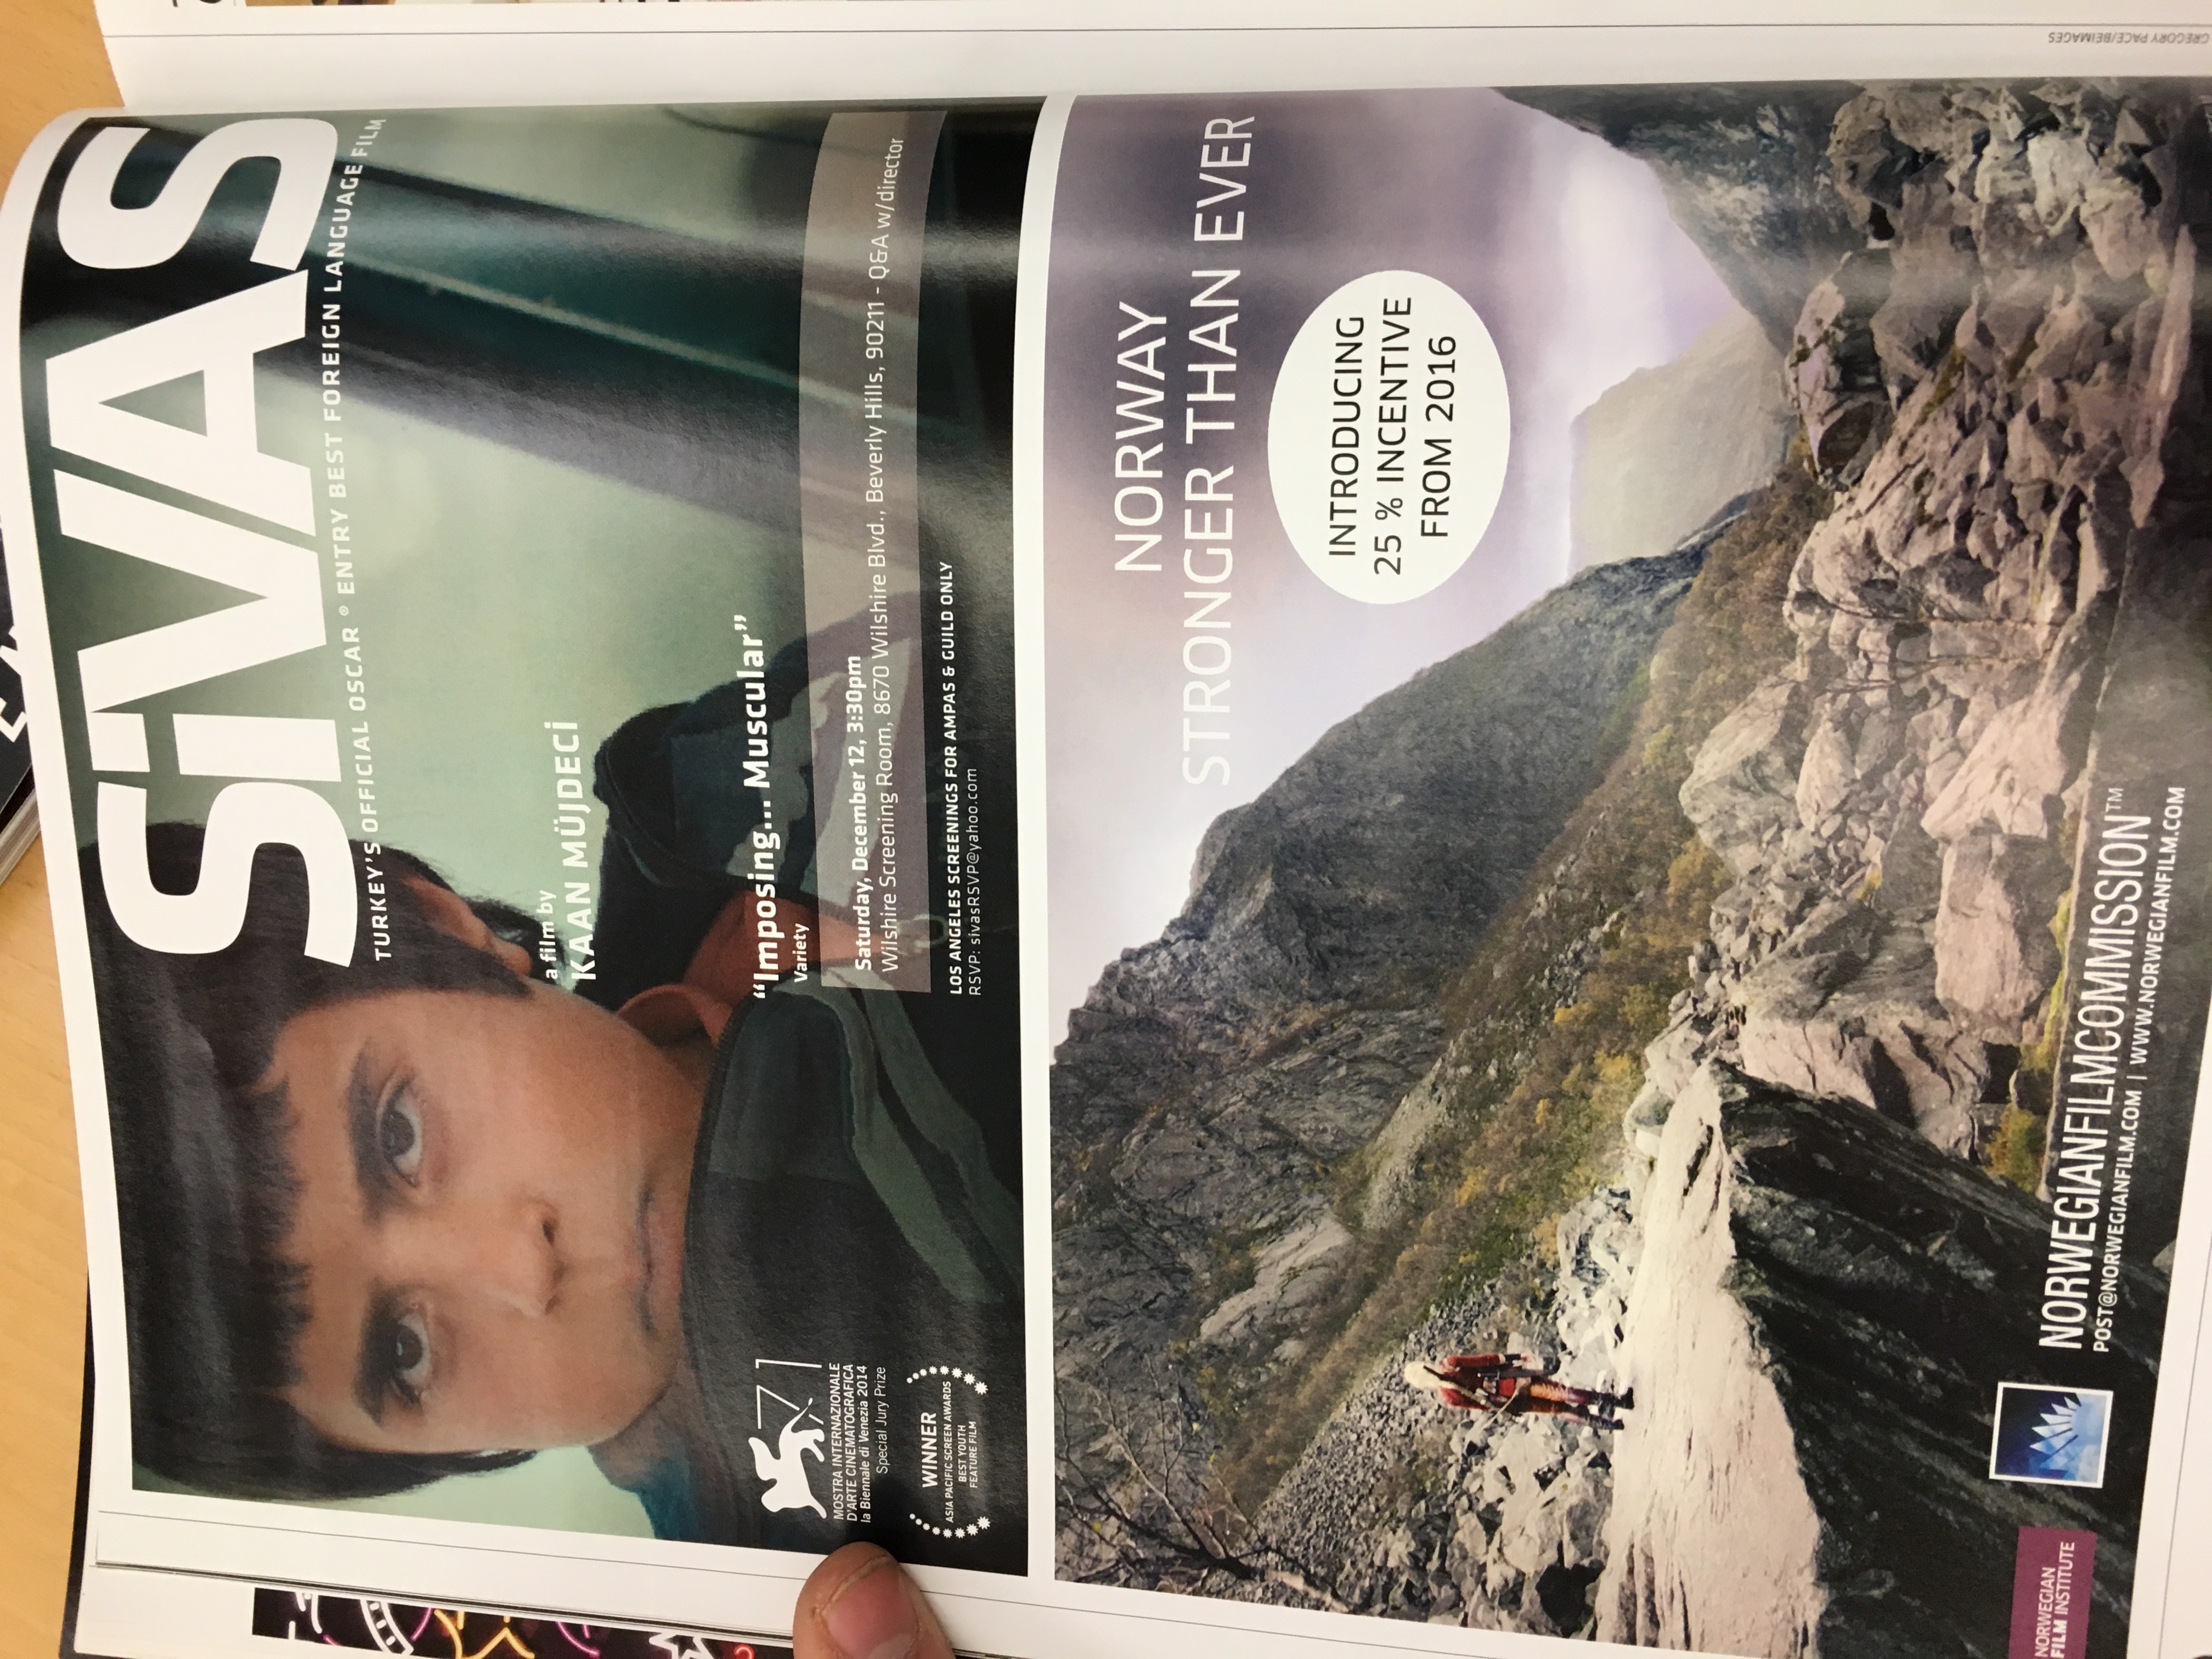 SiVAS
TURKEY'S OFFICIAL OSCAR ® ENTRY BEST FOREIGN LANGUAGE FILM
a film by
KAAN MÜJDECİ
“Imposing... Muscular”
Variety
Saturday, December 12, 3:30pm
Wilshire Screening Room, 8670 Wilshire Blvd., Beverly Hills, 90211 - Q&A w/director
LOS ANGELES SCREENINGS FOR AMPAS & GUILD ONLY
RSVP: sivasRSVP@yahoo.com
71
MOSTRA INTERNAZIONALE
D'ARTE CINEMATOGRAFICA
la Biennale di Venezia 2014
Special Jury Prize
WINNER
ASIA PACIFIC SCREEN AWARDS
BEST YOUTH
FEATURE FILM
NORWAY
STRONGER THAN EVER
INTRODUCING
25 % INCENTIVE
FROM 2016
NORWEGIANFILMCOMMISSION™
POST@NORWEGIANFILM.COM | WWW.NORWEGIANFILM.COM
NORWEGIAN
FILM INSTITUTE
GREGORY PACE/BEIMAGES